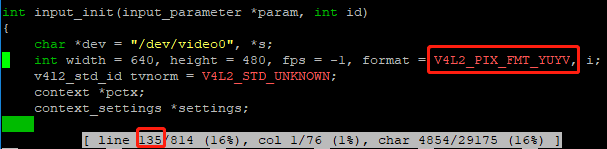 int input_init(input_parameter *param, int id)
{
char *dev = "/dev/video0", *s;
int width = 640, height = 480, fps = -1, format = V4L2_PIX_FMT_YUYV, i;
v4l2_std_id tvnorm = V4L2_STD_UNKNOWN;
context *pctx;
context_settings *settings;
[ line 135/814 (16%), col 1/76 (1%), char 4854/29175 (16%) ]